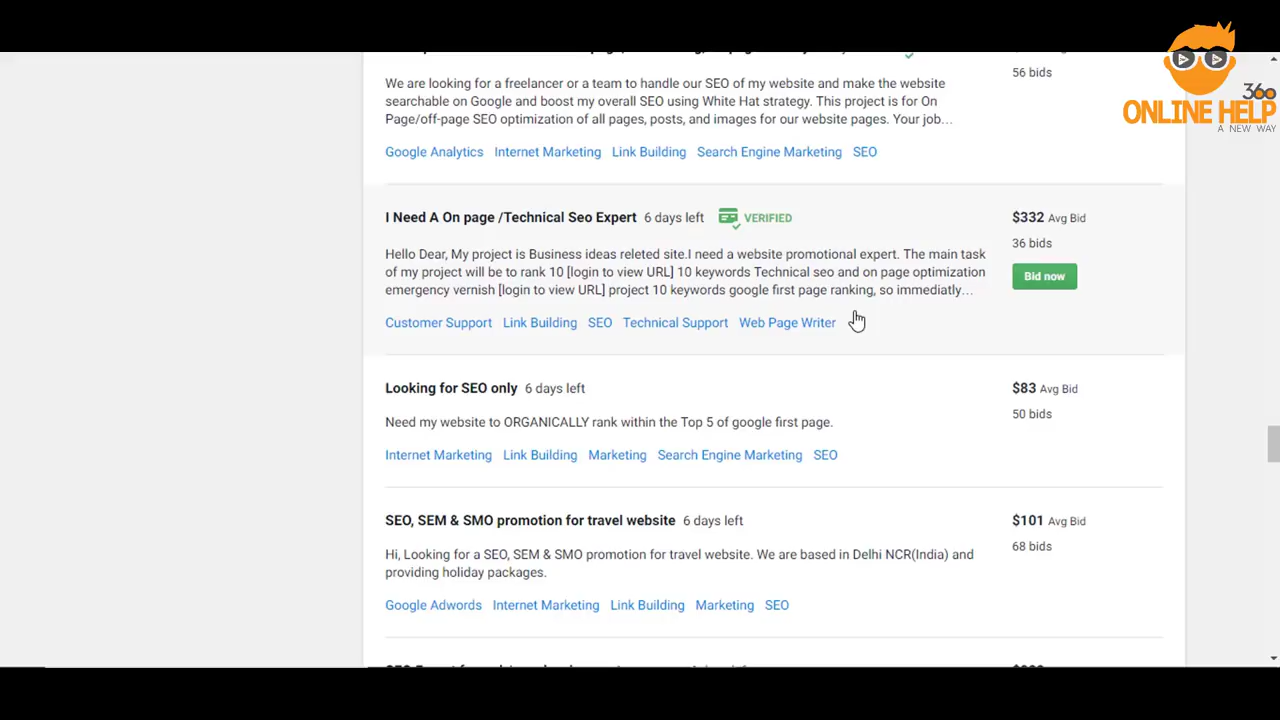 56 bids
We are looking for a freelancer or a team to handle our SEO of my website and make the website
searchable on Google and boost my overall SEO using White Hat strategy. This project is for On
Page/off-page SEO optimization of all pages, posts, and images for our website pages. Your job...
Google Analytics Internet Marketing Link Building Search Engine Marketing SEO
360
ONLINE HELP
A NEW WAY
I Need A On page /Technical Seo Expert 6 days left VERIFIED
$332 Avg Bid
36 bids
Bid now
Hello Dear, My project is Business ideas releted site.I need a website promotional expert. The main task
of my project will be to rank 10 [login to view URL] 10 keywords Technical seo and on page optimization
emergency vernish [login to view URL] project 10 keywords google first page ranking, so immediatly...
Customer Support Link Building SEO Technical Support Web Page Writer
Looking for SEO only 6 days left
$83 Avg Bid
50 bids
Need my website to ORGANICALLY rank within the Top 5 of google first page.
Internet Marketing Link Building Marketing Search Engine Marketing SEO
SEO, SEM & SMO promotion for travel website 6 days left
$101 Avg Bid
68 bids
Hi, Looking for a SEO, SEM & SMO promotion for travel website. We are based in Delhi NCR(India) and
providing holiday packages.
Google Adwords Internet Marketing Link Building Marketing SEO